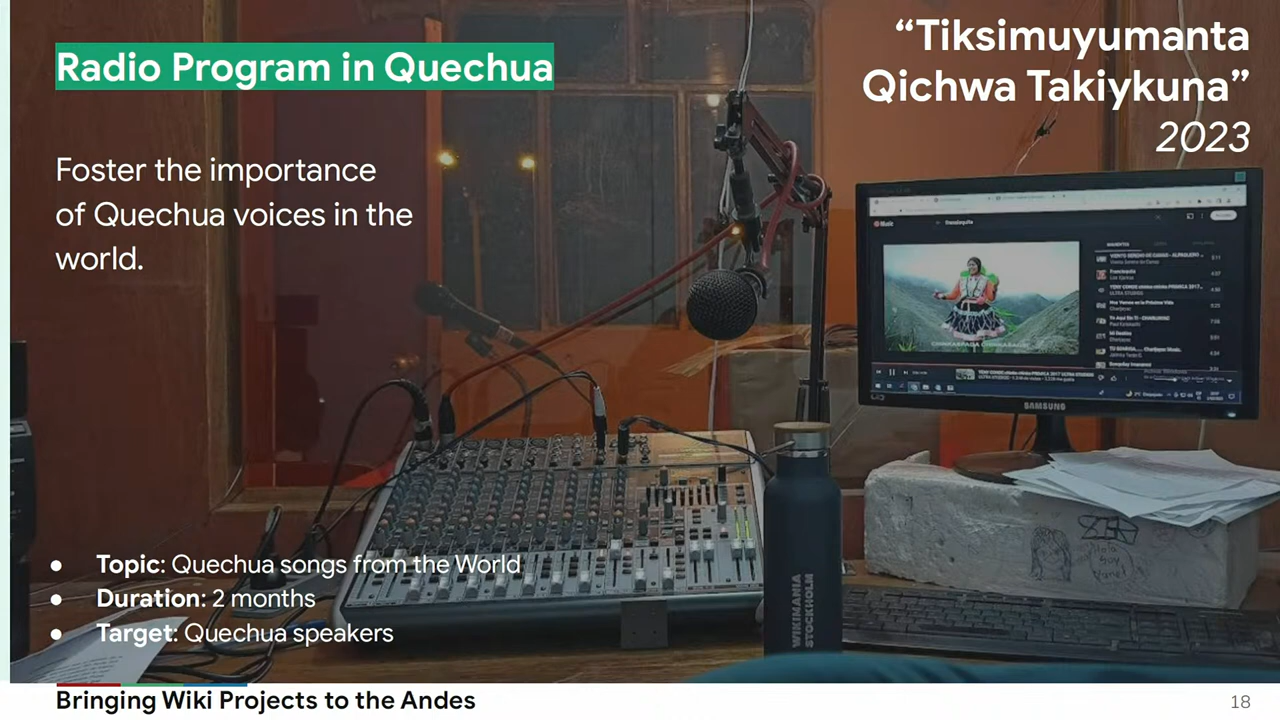 Radio Program in Quechua
“Tiksimuyumanta
Qichwa Takiykuna”
2023
Foster the importance
of Quechua voices in the
world.
Music
SAMSUNG
WIKIMANIA
STOCKHOLM
● Topic: Quechua songs from the World
● Duration: 2 months
● Target: Quechua speakers
Bringing Wiki Projects to the Andes
18